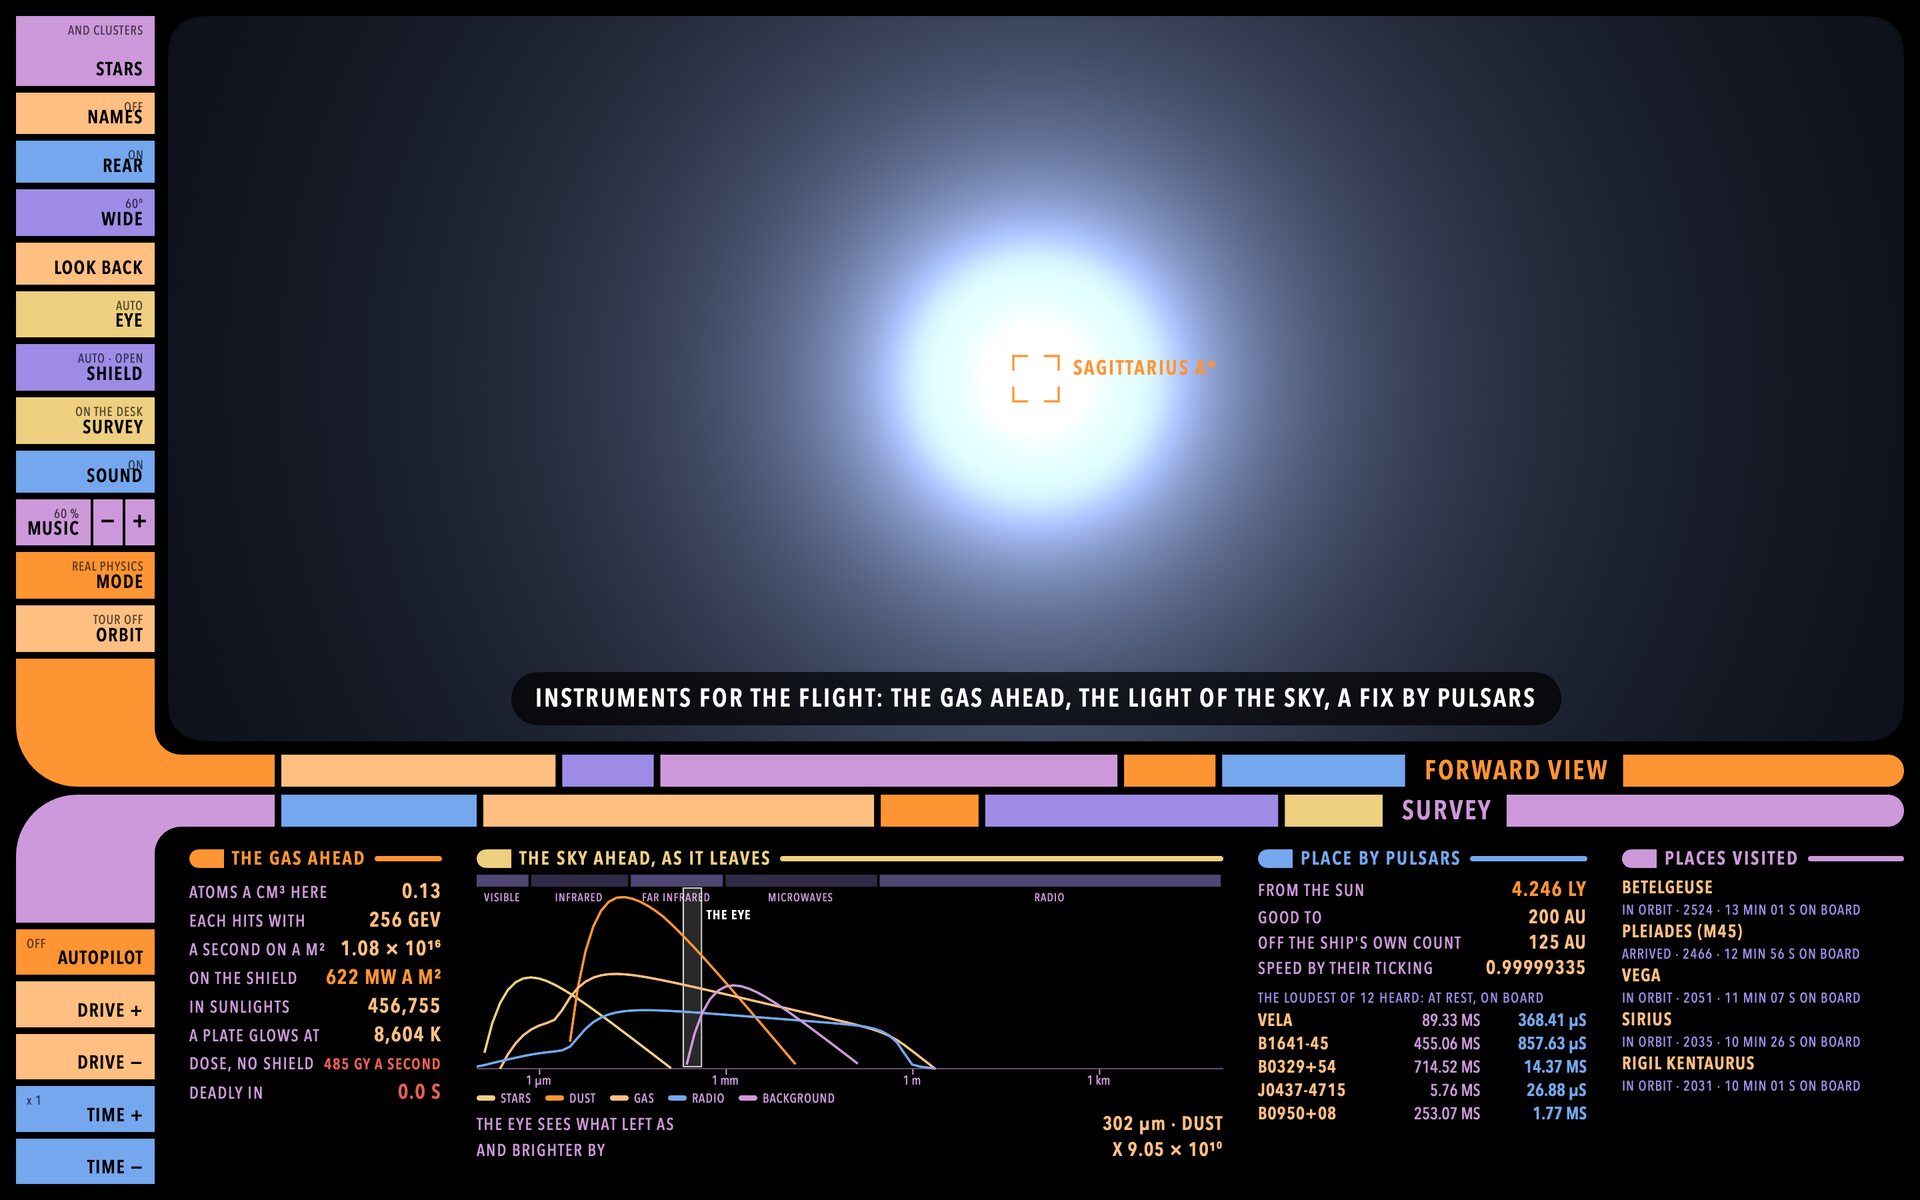 AND CLUSTERS
STARS
OFF
NAMES
ON
REAR
60°
WIDE
LOOK BACK
AUTO
EYE
AUTO · OPEN
SHIELD
ON THE DESK
SURVEY
ON
SOUND
60 %
MUSIC − +
REAL PHYSICS
MODE
TOUR OFF
ORBIT
SAGITTARIUS A*
INSTRUMENTS FOR THE FLIGHT: THE GAS AHEAD, THE LIGHT OF THE SKY, A FIX BY PULSARS
FORWARD VIEW
SURVEY
OFF
AUTOPILOT
DRIVE +
DRIVE −
x 1
TIME +
TIME −
THE GAS AHEAD
ATOMS A CM³ HERE 0.13
EACH HITS WITH 256 GEV
A SECOND ON A M² 1.08 × 10¹⁶
ON THE SHIELD 622 MW A M²
IN SUNLIGHTS 456,755
A PLATE GLOWS AT 8,604 K
DOSE, NO SHIELD 485 GY A SECOND
DEADLY IN 0.0 S
THE SKY AHEAD, AS IT LEAVES
VISIBLE INFRARED FAR INFRARED MICROWAVES RADIO
THE EYE
1 µm 1 mm 1 m 1 km
STARS DUST GAS RADIO BACKGROUND
THE EYE SEES WHAT LEFT AS 302 µm · DUST
AND BRIGHTER BY X 9.05 × 10¹⁰
PLACE BY PULSARS
FROM THE SUN 4.246 LY
GOOD TO 200 AU
OFF THE SHIP'S OWN COUNT 125 AU
SPEED BY THEIR TICKING 0.99999335
THE LOUDEST OF 12 HEARD: AT REST, ON BOARD
VELA 89.33 MS 368.41 µS
B1641-45 455.06 MS 857.63 µS
B0329+54 714.52 MS 14.37 MS
J0437-4715 5.76 MS 26.88 µS
B0950+08 253.07 MS 1.77 MS
PLACES VISITED
BETELGEUSE
IN ORBIT · 2524 · 13 MIN 01 S ON BOARD
PLEIADES (M45)
ARRIVED · 2466 · 12 MIN 56 S ON BOARD
VEGA
IN ORBIT · 2051 · 11 MIN 07 S ON BOARD
SIRIUS
IN ORBIT · 2035 · 10 MIN 26 S ON BOARD
RIGIL KENTAURUS
IN ORBIT · 2031 · 10 MIN 01 S ON BOARD